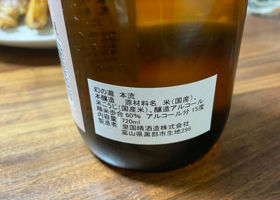 幻の瀧 本流
本醸造 原材料名 米(国産)、
米こうじ(国産米)、醸造アルコール
精米歩合 60% アルコール分 15度
内容量 720ml
製造者 皇国晴酒造株式会社
富山県黒部市生地296